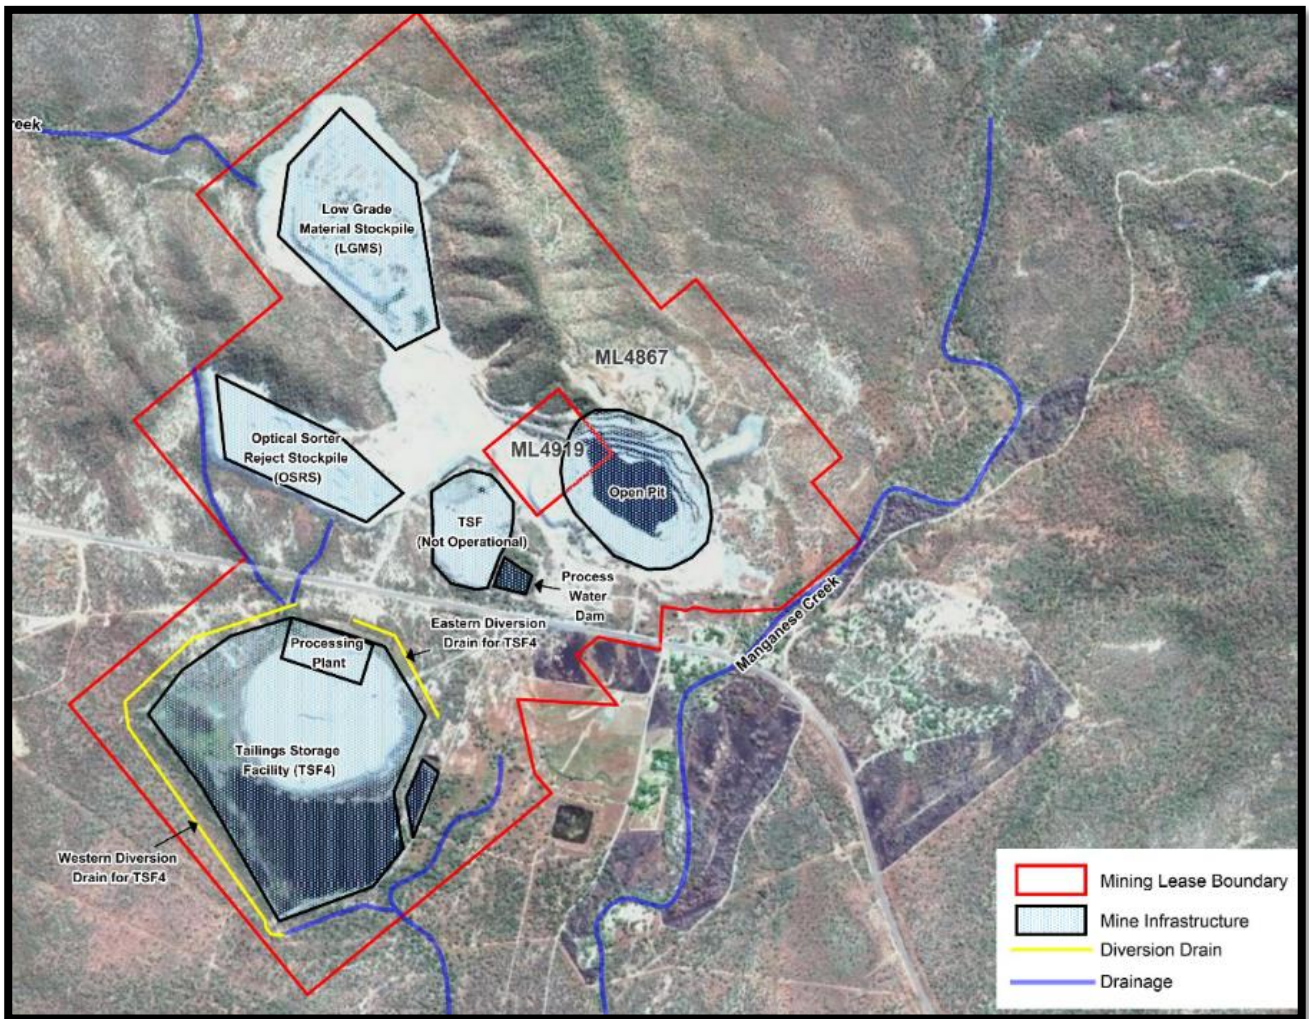 reek
Low Grade
Material Stockpile
(LGMS)
ML4867
Optical Sorter
Reject Stockpile
(OSRS)
ML4919
Open Pit
TSF
(Not Operational)
Process
Water
Dam
Eastern Diversion
Drain for TSF4
Processing
Plant
Manganese Creek
Tailings Storage
Facility (TSF4)
Western Diversion
Drain for TSF4
Mining Lease Boundary
Mine Infrastructure
Diversion Drain
Drainage